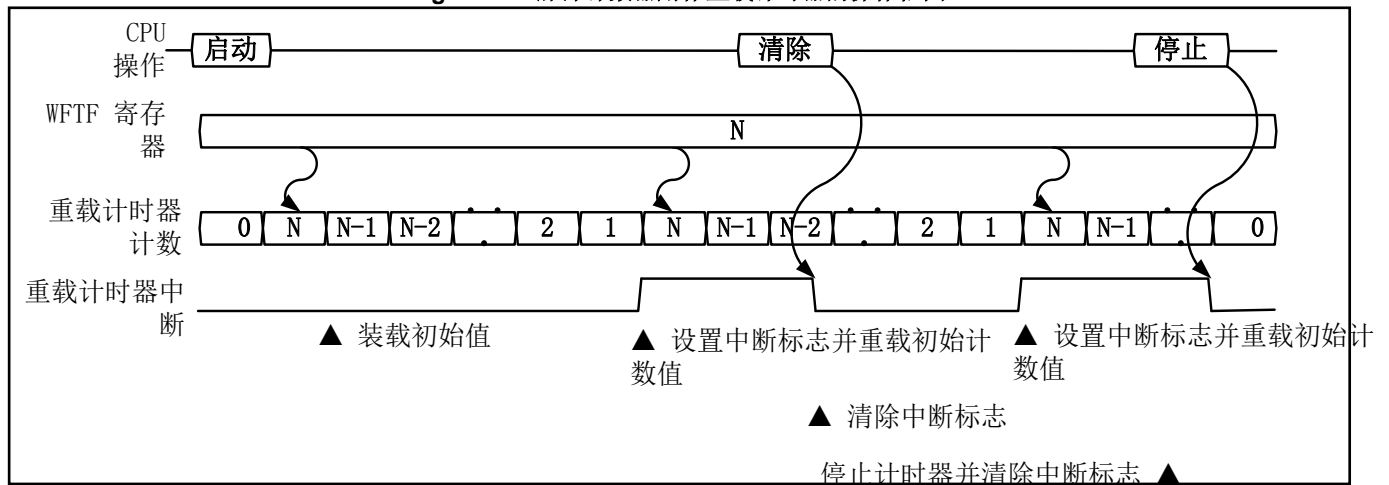 CPU
操作
启动
清除
停止
WFTF 寄存
器
N
重载计时器
计数
0 N N-1 N-2 2 1 N N-1 N-2 2 1 N N-1 0
重载计时器中
断
▲ 装载初始值
▲ 设置中断标志并重载初始计
数值
▲ 设置中断标志并重载初始计
数值
▲ 清除中断标志
停止计时器并清除中断标志 ▲